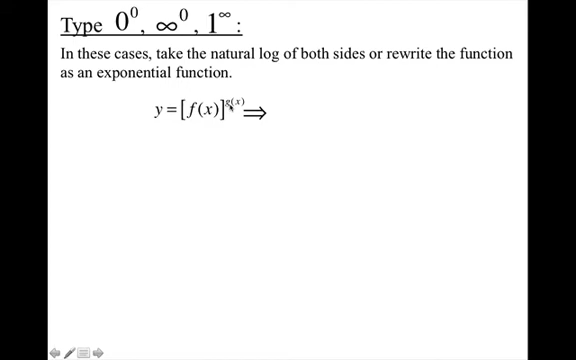 Type 0⁰, ∞⁰, 1^∞ :
In these cases, take the natural log of both sides or rewrite the function
as an exponential function.
y = [f(x)]^g(x) ⇒